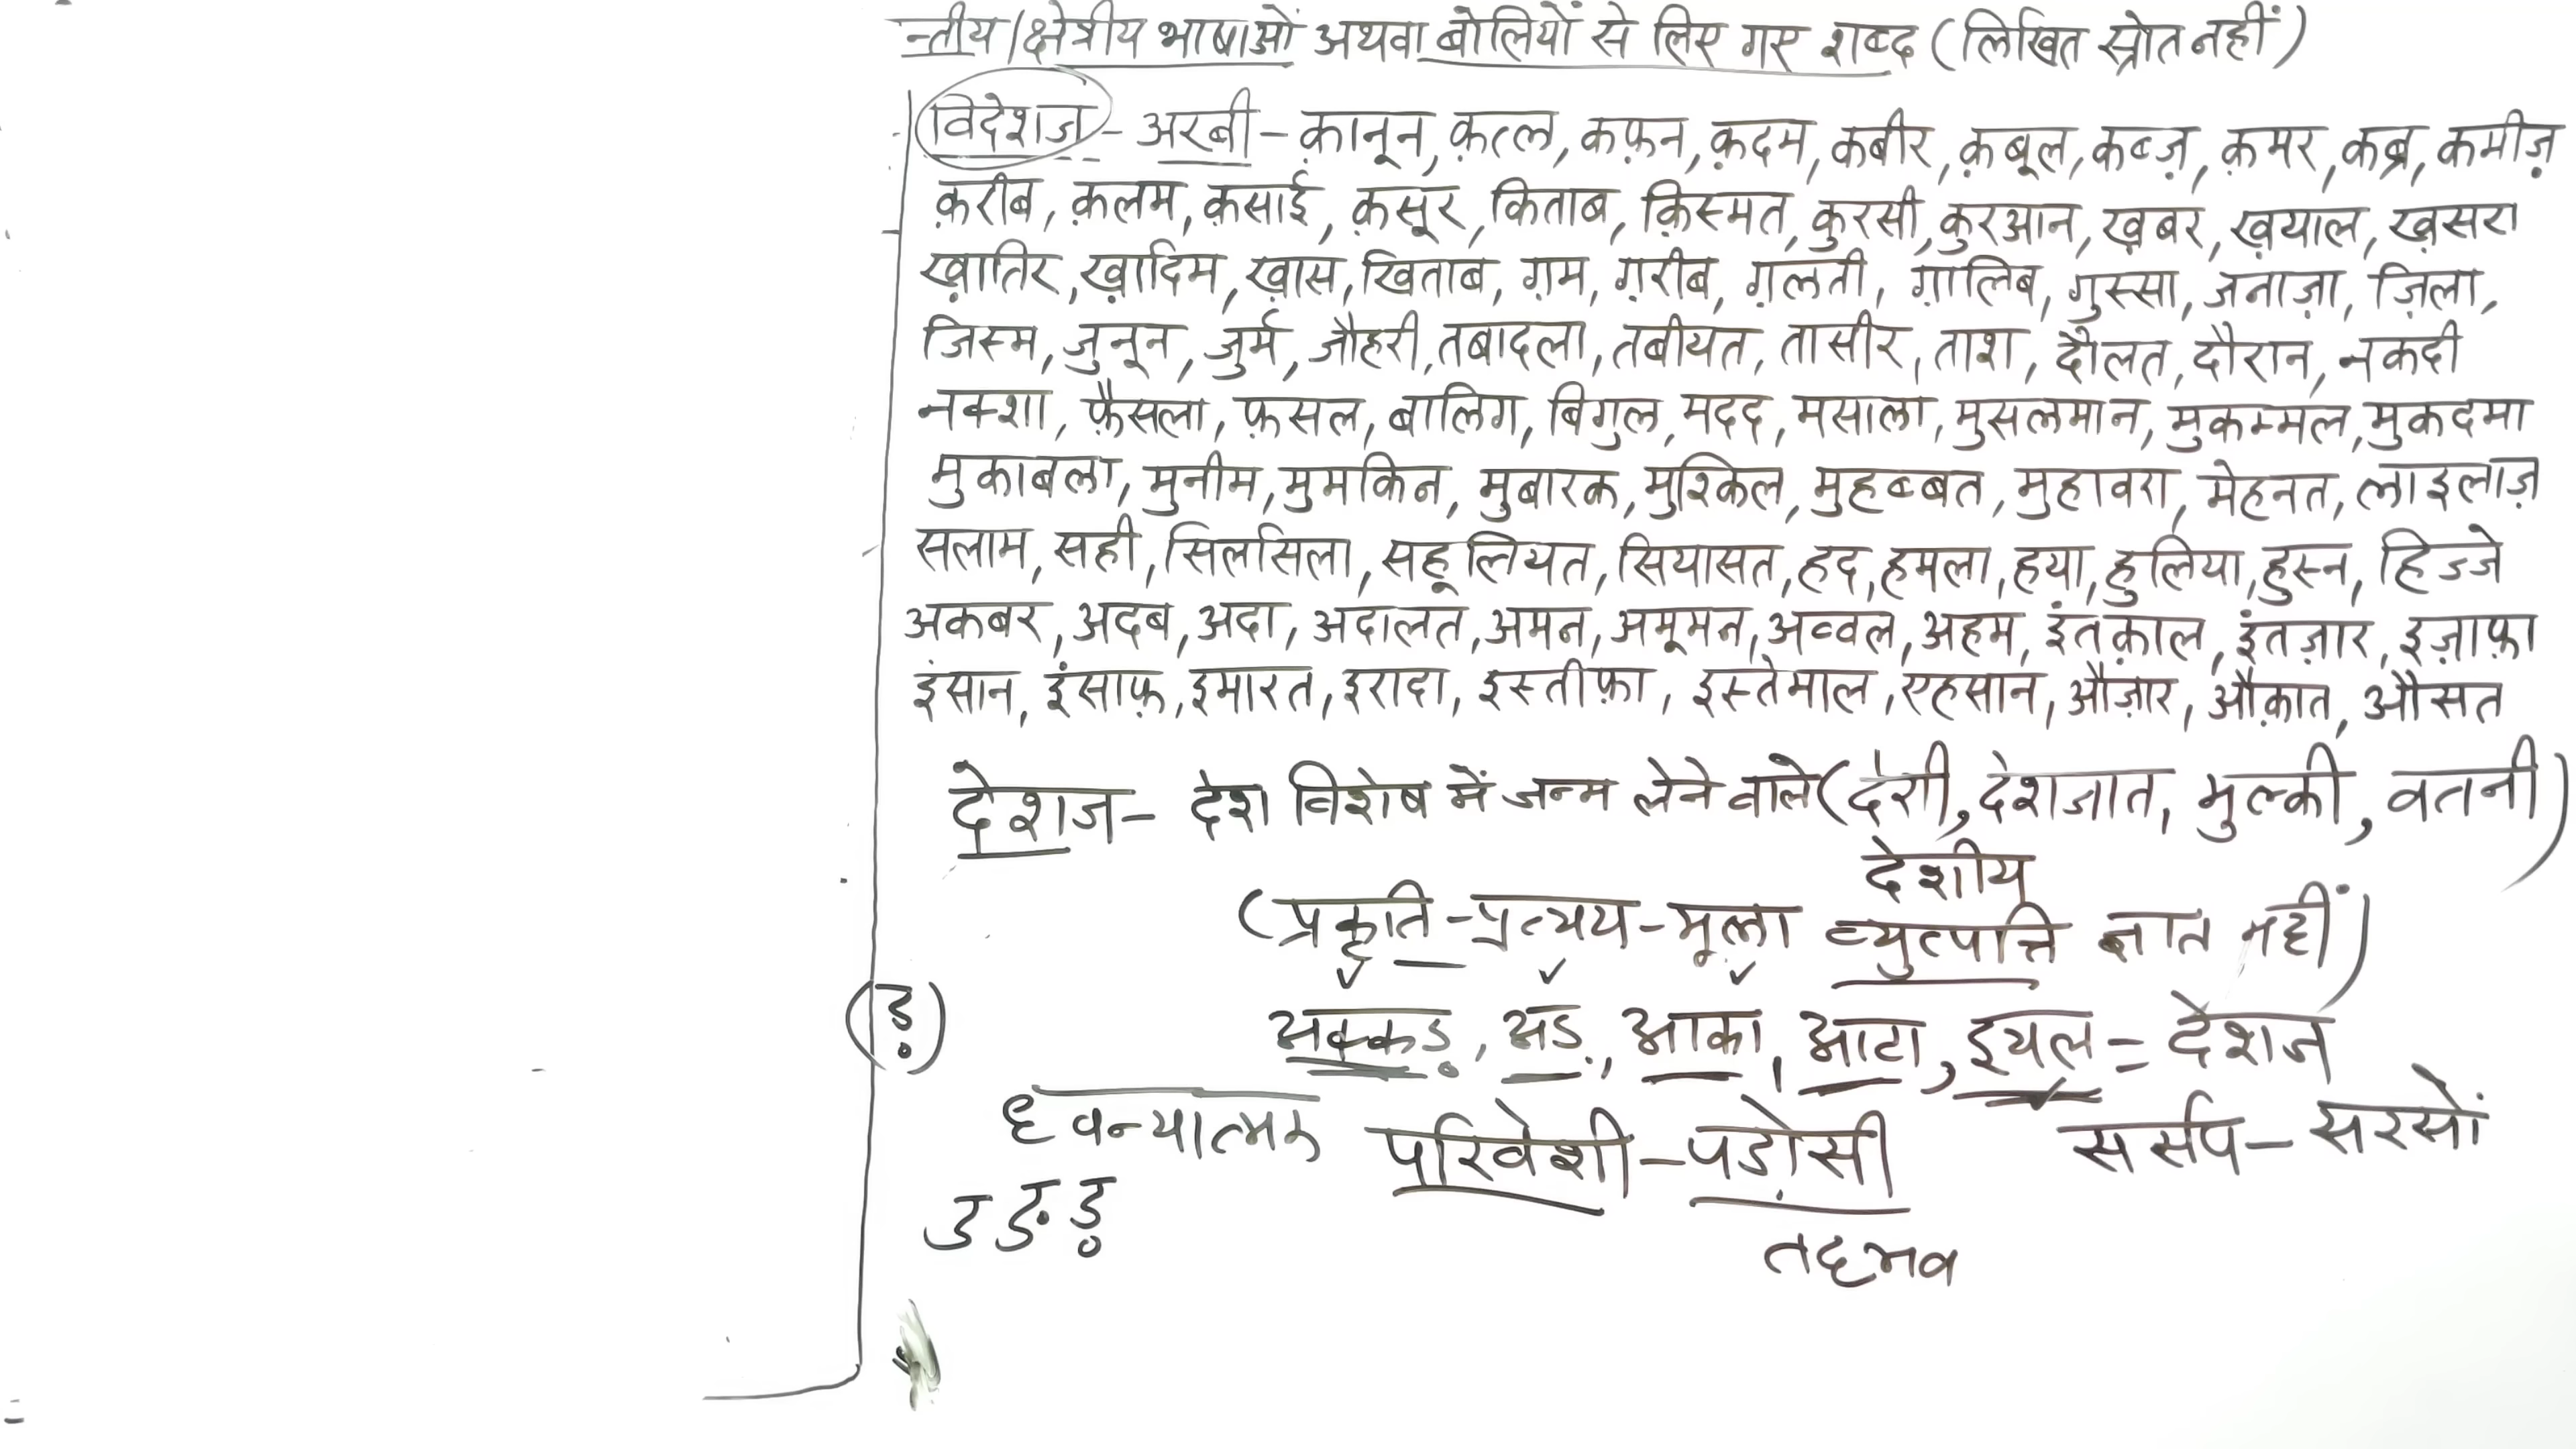 न्तीय/क्षेत्रीय भाषाओं अथवा बोलियों से लिए गए शब्द (लिखित स्रोत नहीं)
विदेशज - अरबी - क़ानून, क़त्ल, कफ़न, क़दम, कबीर, क़बूल, कब्ज़, क़मर, कब्र, कमीज़
क़रीब, क़लम, क़साई, क़सूर, किताब, क़िस्मत, कुरसी, कुरआन, ख़बर, ख़याल, ख़सरा
ख़ातिर, ख़ादिम, ख़ास, खिताब, ग़म, ग़रीब, ग़लती, ग़ालिब, गुस्सा, जनाज़ा, ज़िला,
जिस्म, जुनून, जुर्म, जौहरी, तबादला, तबीयत, तासीर, ताश, दौलत, दौरान, नकदी
नक्शा, फ़ैसला, फ़सल, बालिग, बिगुल, मदद, मसाला, मुसलमान, मुकम्मल, मुकदमा
मुकाबला, मुनीम, मुमकिन, मुबारक, मुश्किल, मुहब्बत, मुहावरा, मेहनत, लाइलाज़
सलाम, सही, सिलसिला, सहूलियत, सियासत, हद, हमला, हया, हुलिया, हुस्न, हिज्जे
अकबर, अदब, अदा, अदालत, अमन, अमूमन, अव्वल, अहम, इंतक़ाल, इंतज़ार, इज़ाफ़ा
इंसान, इंसाफ़, इमारत, इरादा, इस्तीफ़ा, इस्तेमाल, एहसान, औज़ार, औक़ात, औसत
देशज - देश विशेष में जन्म लेने वाले (देशी, देशजात, मुल्की, वतनी)
देशीय
(प्रकृति-प्रत्यय-मूला व्युत्पत्ति ज्ञात नहीं)
(ड़) अक्कड़, अड़, आका, आटा, इयल = देशज
ध्वन्यात्मक परिवेशी - पड़ोसी सर्सप - सरसों
ड ङ ड़
तद्भव